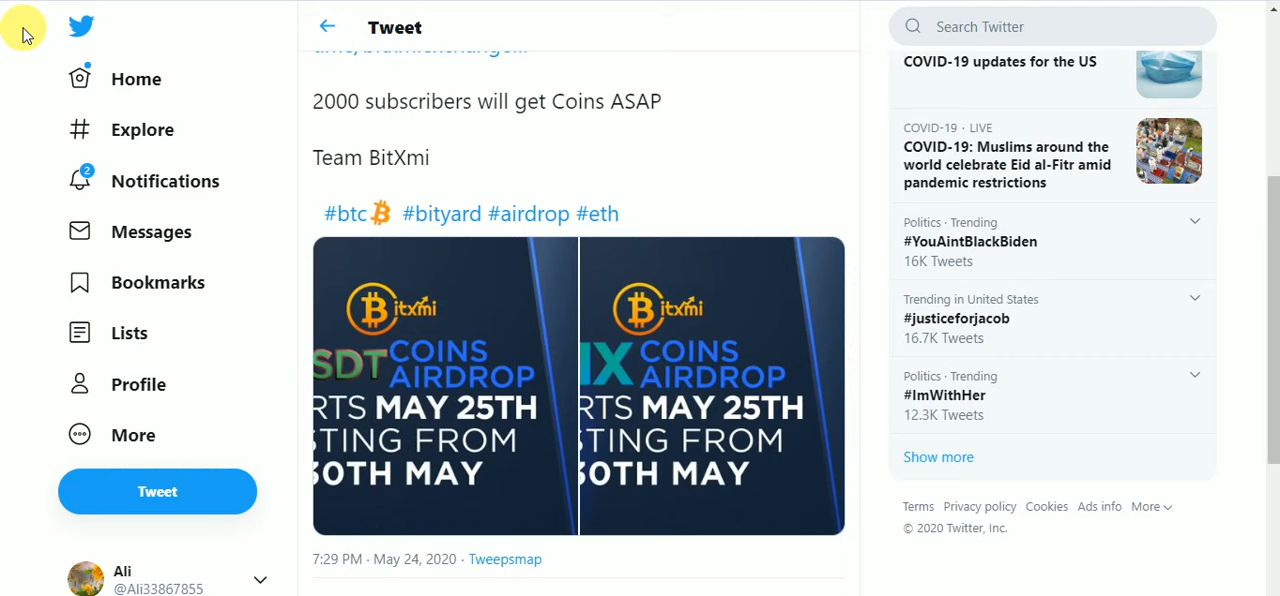 Home
Explore
2
Notifications
Messages
Bookmarks
Lists
Profile
More
Tweet
Ali
@Ali33867855
Tweet
2000 subscribers will get Coins ASAP
Team BitXmi
#btc #bityard #airdrop #eth
Bitxmi
SDT COINS
AIRDROP
RTS MAY 25TH
STING FROM
30TH MAY
Bitxmi
IX COINS
AIRDROP
RTS MAY 25TH
STING FROM
30TH MAY
7:29 PM · May 24, 2020 · Tweepsmap
Search Twitter
COVID-19 updates for the US
COVID-19 · LIVE
COVID-19: Muslims around the
world celebrate Eid al-Fitr amid
pandemic restrictions
Politics · Trending
#YouAintBlackBiden
16K Tweets
Trending in United States
#justiceforjacob
16.7K Tweets
Politics · Trending
#ImWithHer
12.3K Tweets
Show more
Terms Privacy policy Cookies Ads info More
© 2020 Twitter, Inc.